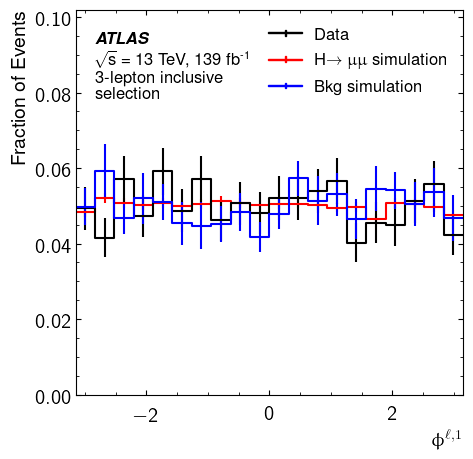 ATLAS
√s = 13 TeV, 139 fb⁻¹
3-lepton inclusive
selection
Data
H→ μμ simulation
Bkg simulation
Fraction of Events
0.10
0.08
0.06
0.04
0.02
0.00
−2
0
2
ϕ^ℓ,1